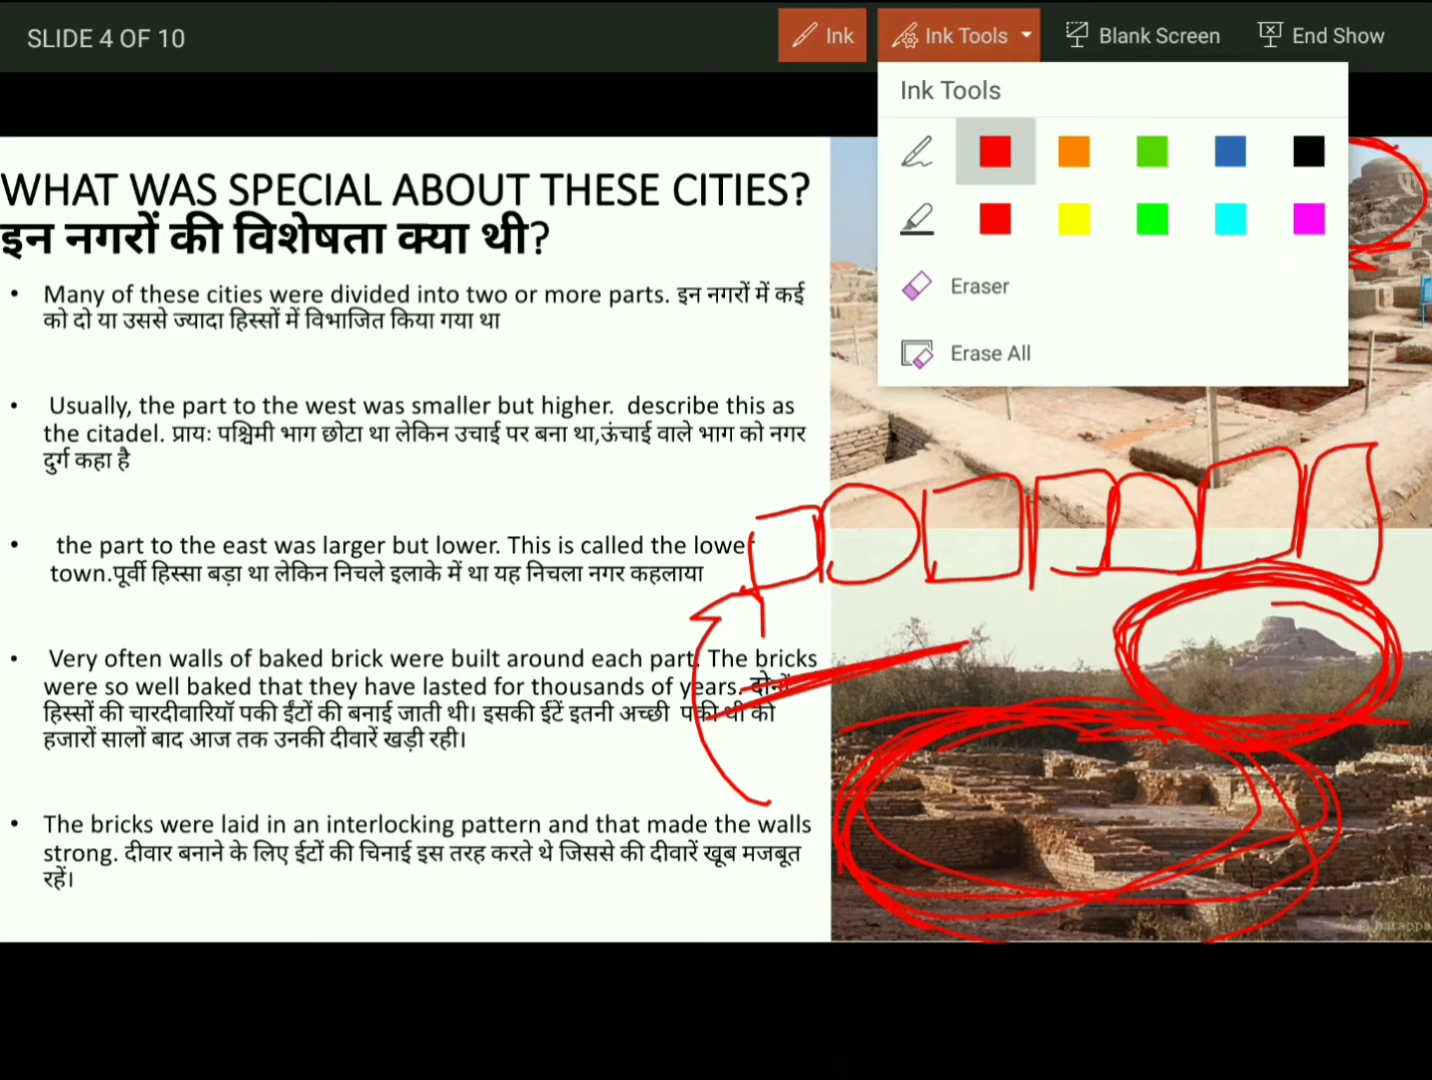 SLIDE 4 OF 10
Ink
Ink Tools
Blank Screen
End Show
Ink Tools
Eraser
Erase All
WHAT WAS SPECIAL ABOUT THESE CITIES?
इन नगरों की विशेषता क्या थी?
• Many of these cities were divided into two or more parts. इन नगरों में कई
को दो या उससे ज्यादा हिस्सों में विभाजित किया गया था
• Usually, the part to the west was smaller but higher. describe this as
the citadel. प्रायः पश्चिमी भाग छोटा था लेकिन उचाई पर बना था,ऊंचाई वाले भाग को नगर
दुर्ग कहा है
• the part to the east was larger but lower. This is called the lower
town.पूर्वी हिस्सा बड़ा था लेकिन निचले इलाके में था यह निचला नगर कहलाया
• Very often walls of baked brick were built around each part. The bricks
were so well baked that they have lasted for thousands of years. दोनों
हिस्सों की चारदीवारियॉ पकी ईंटों की बनाई जाती थी। इसकी ईटें इतनी अच्छी पकी थी की
हजारों सालों बाद आज तक उनकी दीवारें खड़ी रही।
• The bricks were laid in an interlocking pattern and that made the walls
strong. दीवार बनाने के लिए ईटों की चिनाई इस तरह करते थे जिससे की दीवारें खूब मजबूत
रहें।